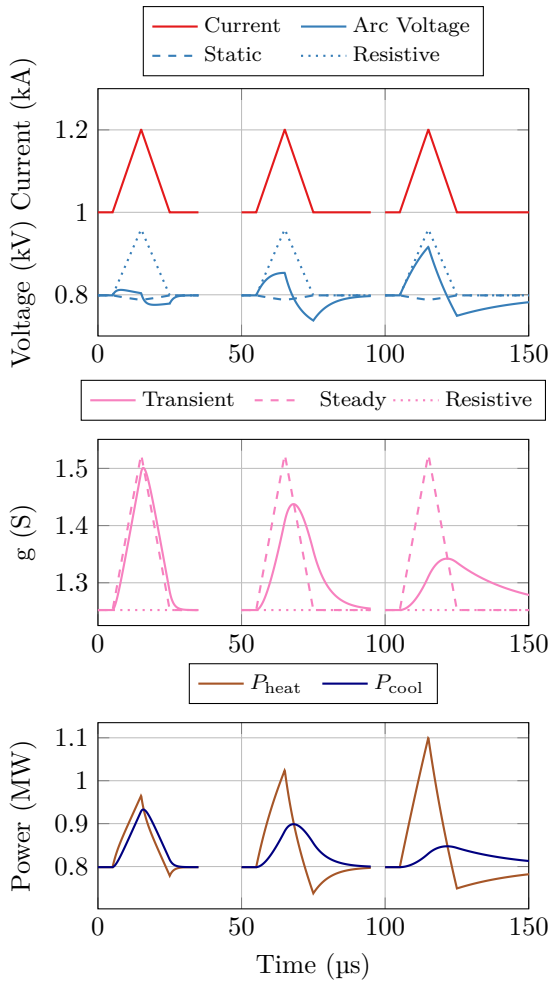 Current Arc Voltage
Static Resistive
Voltage (kV) Current (kA)
1.2
1
0.8
0 50 100 150
Transient Steady Resistive
g (S)
1.5
1.4
1.3
0 50 100 150
P_heat P_cool
Power (MW)
1.1
1
0.9
0.8
0 50 100 150
Time (µs)